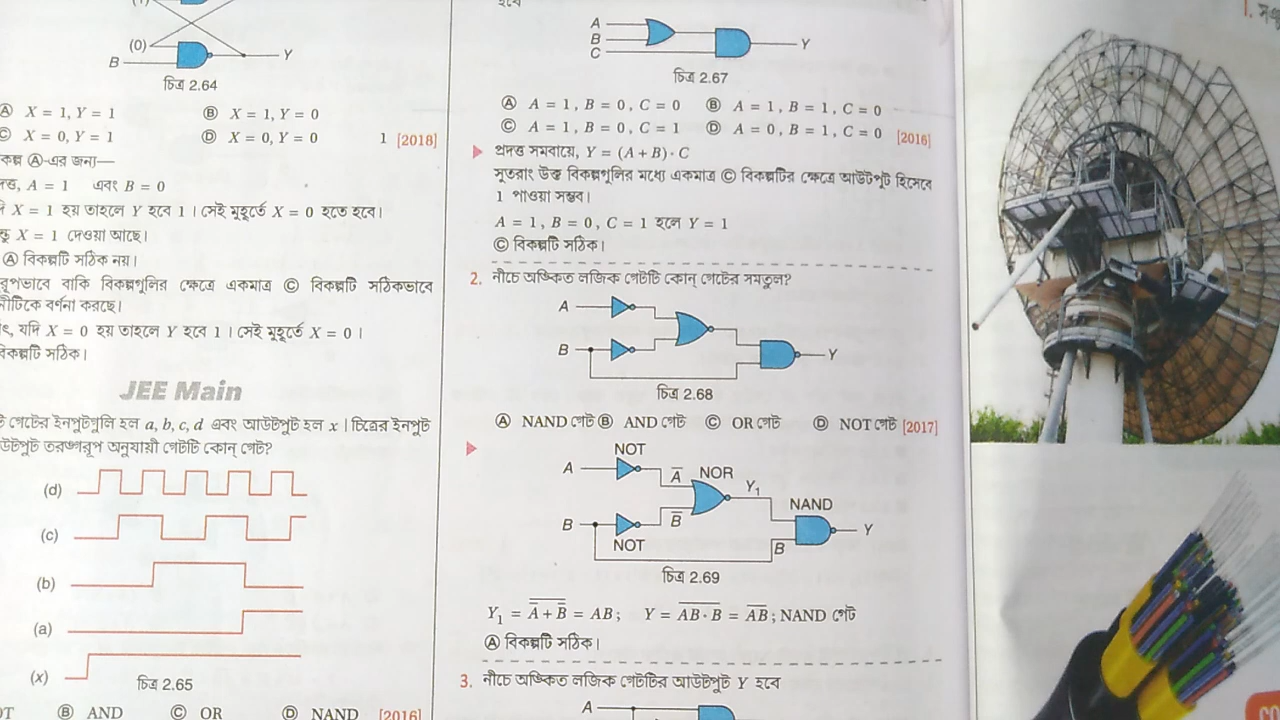 (0)
B
Y
চিত্র 2.64
Ⓐ X = 1, Y = 1 Ⓑ X = 1, Y = 0
Ⓒ X = 0, Y = 1 Ⓓ X = 0, Y = 0 1 [2018]
Ⓐ-এর জন্য—
A = 1 এবং B = 0
X = 1 হয় তাহলে Y হবে 1 । সেই মুহূর্তে X = 0 হতে হবে।
X = 1 দেওয়া আছে।
Ⓐ বিকল্পটি সঠিক নয়।
বাকি বিকল্পগুলির ক্ষেত্রে একমাত্র Ⓒ বিকল্পটি সঠিকভাবে
বর্ণনা করছে।
যদি X = 0 হয় তাহলে Y হবে 1 । সেই মুহূর্তে X = 0 ।
বিকল্পটি সঠিক।
JEE Main
গেটের ইনপুটগুলি হল a, b, c, d এবং আউটপুট হল x । চিত্রের ইনপুট
তরঙ্গরূপ অনুযায়ী গেটটি কোন্ গেট?
(d)
(c)
(b)
(a)
(x)
চিত্র 2.65
Ⓑ AND Ⓒ OR Ⓓ NAND [2016]
হবে
A
B
C
Y
চিত্র 2.67
Ⓐ A = 1, B = 0, C = 0 Ⓑ A = 1, B = 1, C = 0
Ⓒ A = 1, B = 0, C = 1 Ⓓ A = 0, B = 1, C = 0 [2016]
প্রদত্ত সমবায়ে, Y = (A + B) · C
সুতরাং উক্ত বিকল্পগুলির মধ্যে একমাত্র Ⓒ বিকল্পটির ক্ষেত্রে আউটপুট হিসেবে
1 পাওয়া সম্ভব।
A = 1, B = 0, C = 1 হলে Y = 1
Ⓒ বিকল্পটি সঠিক।
2. নীচে অঙ্কিত লজিক গেটটি কোন্ গেটের সমতুল?
A
B
Y
চিত্র 2.68
Ⓐ NAND গেট Ⓑ AND গেট Ⓒ OR গেট Ⓓ NOT গেট [2017]
NOT
A
A̅ NOR
Y₁
NAND
B
B̅
Y
NOT
B
চিত্র 2.69
Y₁ = \overline{\overline{A} + \overline{B}} = AB; Y = \overline{AB · B} = \overline{AB}; NAND গেট
Ⓐ বিকল্পটি সঠিক।
3. নীচে অঙ্কিত লজিক গেটটির আউটপুট Y হবে
A
1.